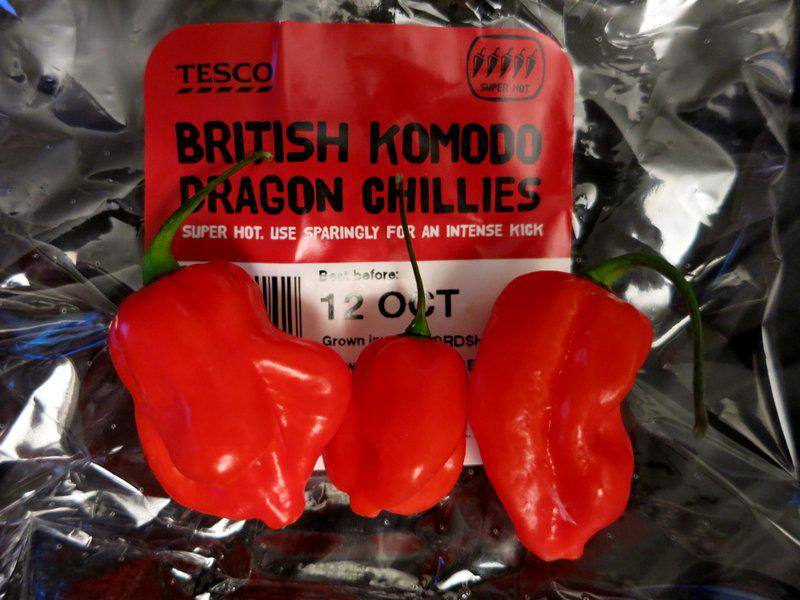 TESCO
SUPER HOT
BRITISH KOMODO
DRAGON CHILLIES
SUPER HOT. USE SPARINGLY FOR AN INTENSE KICK
Best before:
12 OCT
Grown